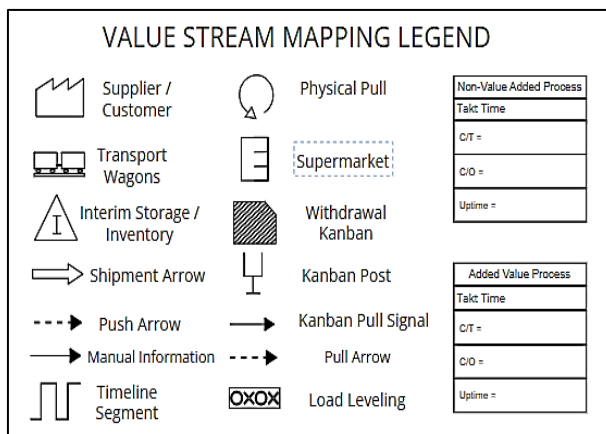 VALUE STREAM MAPPING LEGEND
Supplier /
Customer
Physical Pull
Transport
Wagons
Supermarket
I
Interim Storage /
Inventory
Withdrawal
Kanban
Shipment Arrow
Kanban Post
Push Arrow
Kanban Pull Signal
Manual Information
Pull Arrow
Timeline
Segment
OXOX
Load Leveling
Non-Value Added Process
Takt Time
C/T =
C/O =
Uptime =
Added Value Process
Takt Time
C/T =
C/O =
Uptime =